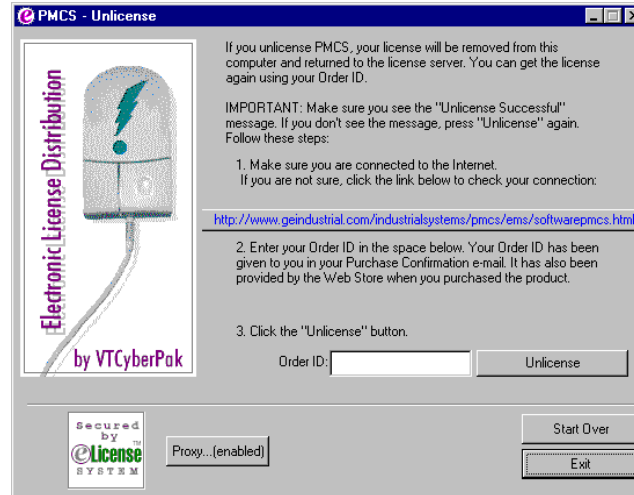 PMCS - Unlicense
Electronic License Distribution
by VTCyberPak
If you unlicense PMCS, your license will be removed from this
computer and returned to the license server. You can get the license
again using your Order ID.
IMPORTANT: Make sure you see the "Unlicense Successful"
message. If you don't see the message, press "Unlicense" again.
Follow these steps:
1. Make sure you are connected to the Internet.
If you are not sure, click the link below to check your connection:
http://www.geindustrial.com/industrialsystems/pmcs/ems/softwarepmcs.html
2. Enter your Order ID in the space below. Your Order ID has been
given to you in your Purchase Confirmation e-mail. It has also been
provided by the Web Store when you purchased the product.
3. Click the "Unlicense" button.
Order ID:
Unlicense
Secured
by
eLicense™
SYSTEM
Proxy...(enabled)
Start Over
Exit